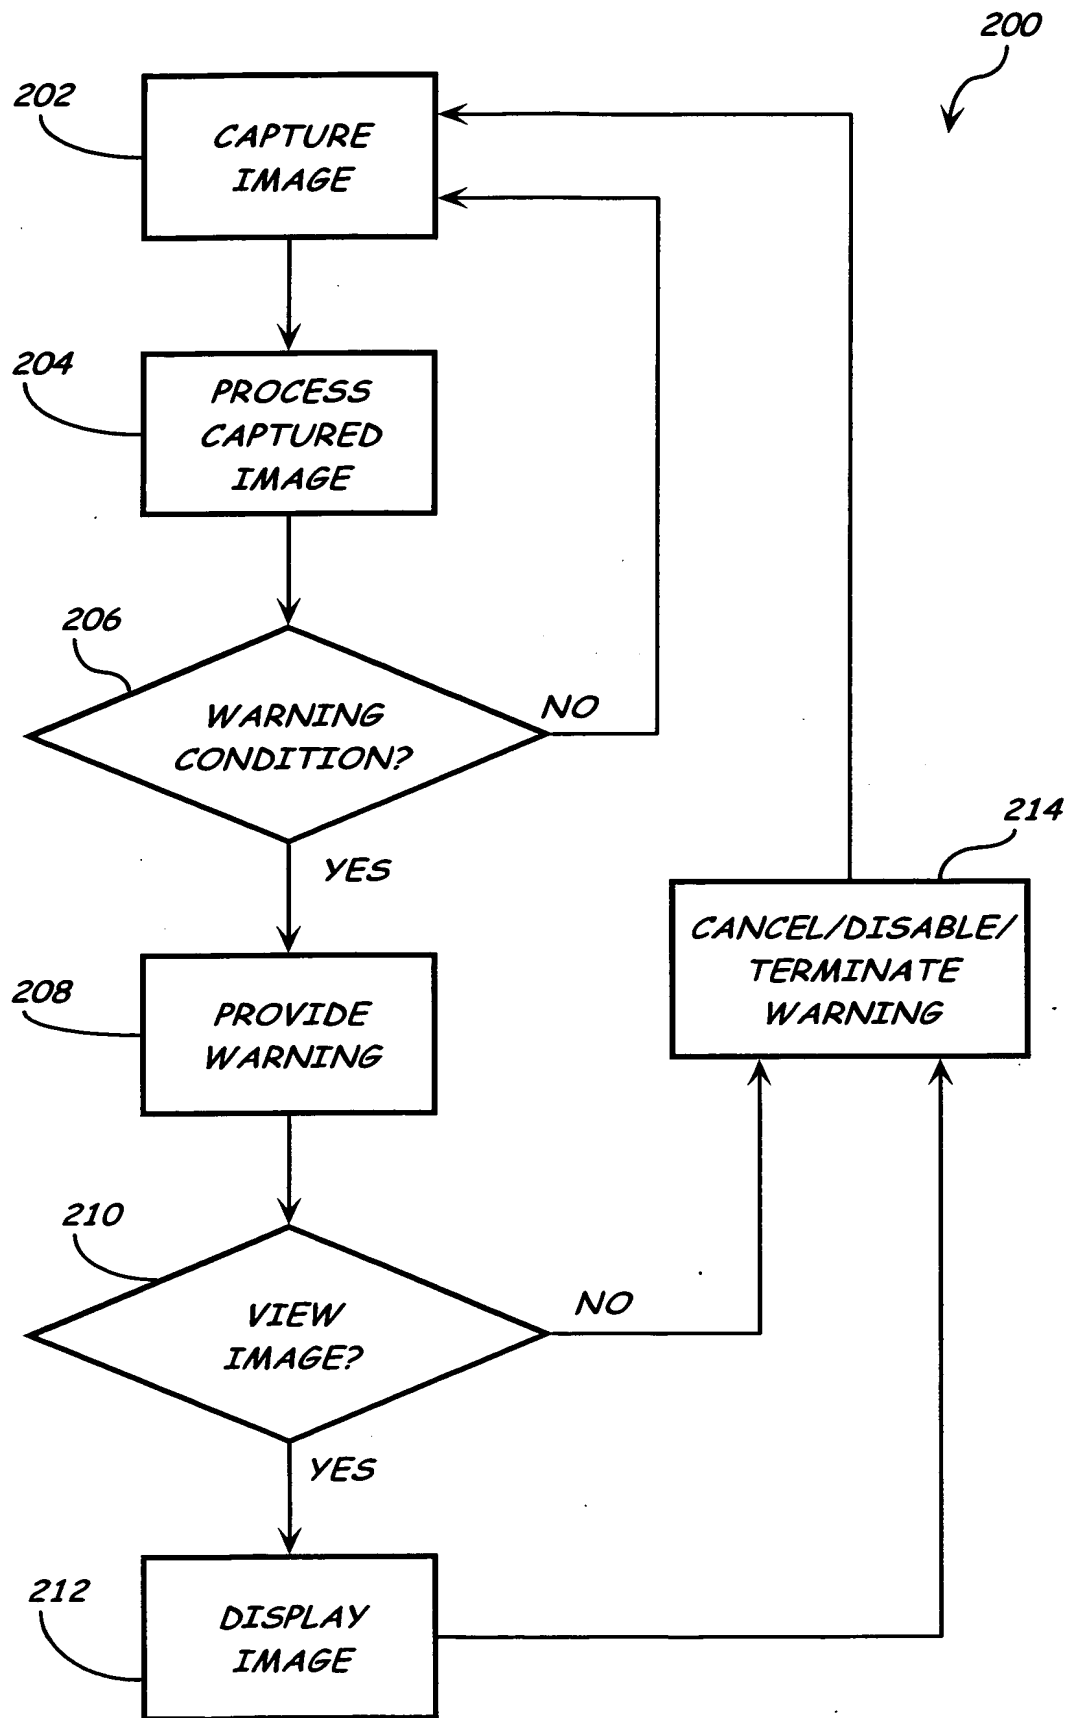 200
202
CAPTURE
IMAGE
204
PROCESS
CAPTURED
IMAGE
206
WARNING
CONDITION?
NO
YES
214
CANCEL/DISABLE/
TERMINATE
WARNING
208
PROVIDE
WARNING
210
VIEW
IMAGE?
NO
YES
212
DISPLAY
IMAGE